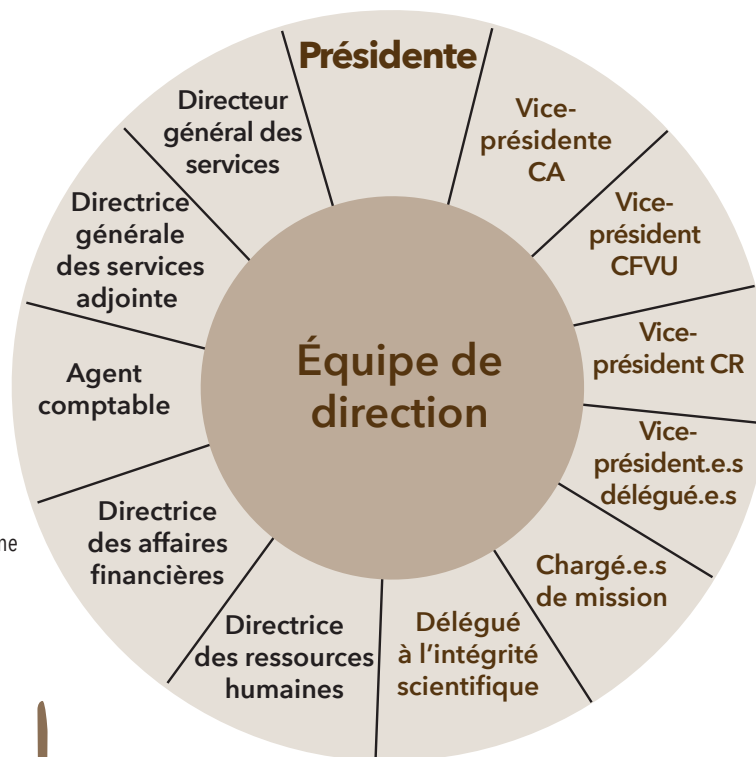 Présidente
Vice-
présidente
CA
Vice-
président
CFVU
Vice-
président CR
Vice-
président.e.s
délégué.e.s
Chargé.e.s
de mission
Délégué
à l’intégrité
scientifique
Directrice
des ressources
humaines
Directrice
des affaires
financières
Agent
comptable
Directrice
générale
des services
adjointe
Directeur
général des
services
Équipe de
direction